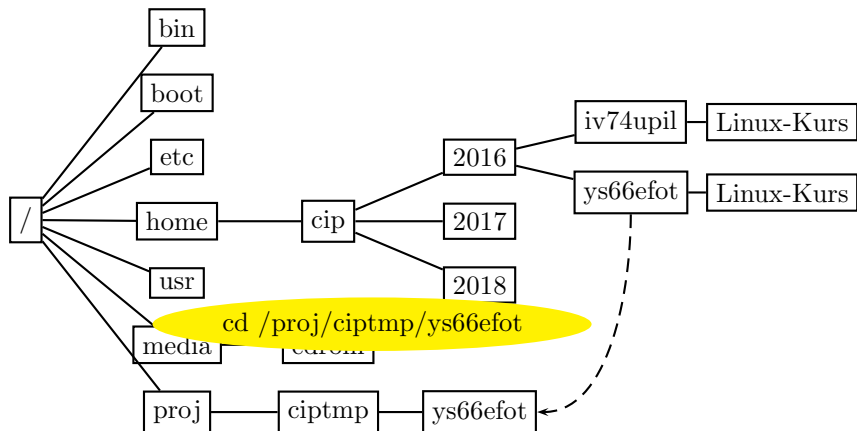 bin
boot
etc
/
home
usr
media
proj
cip
2016
2017
2018
iv74upil
Linux-Kurs
ys66efot
Linux-Kurs
cd /proj/ciptmp/ys66efot
ciptmp
ys66efot